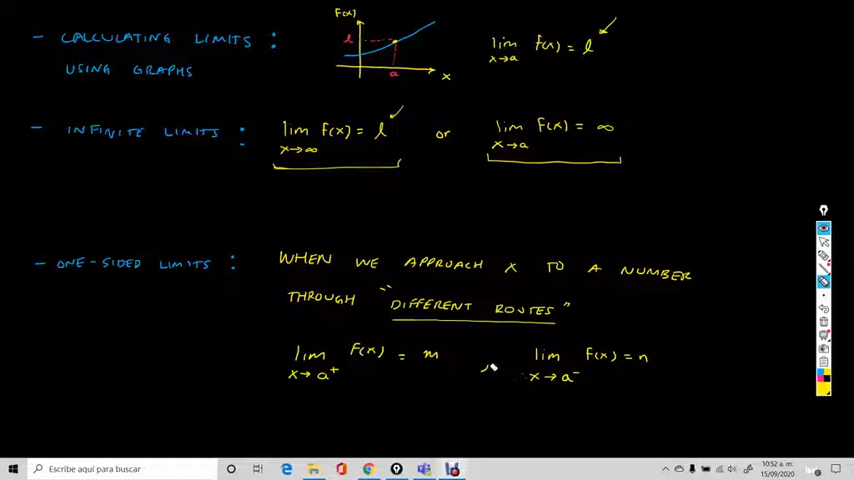 F(x)
- CALCULATING LIMITS :
USING GRAPHS
l
a
x
lim F(x) = l
x→a
- INFINITE LIMITS : lim F(x) = l or lim F(x) = ∞
x→∞ x→a
- ONE-SIDED LIMITS : WHEN WE APPROACH X TO A NUMBER
THROUGH "DIFFERENT ROUTES"
lim F(x) = m , lim F(x) = n
x→a⁺ x→a⁻
Escribe aquí para buscar
10:52 a. m.
15/09/2020